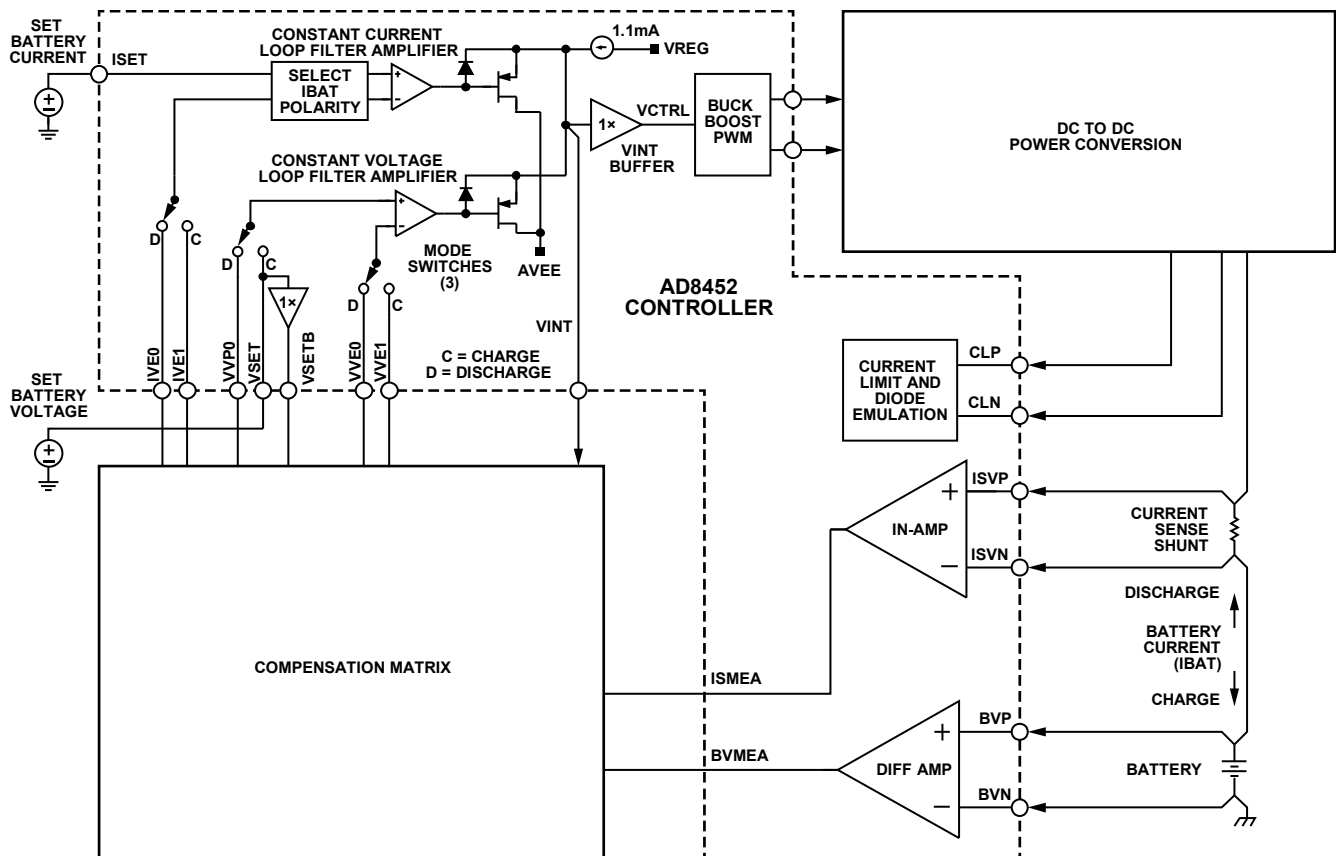 SET
BATTERY
CURRENT
ISET
CONSTANT CURRENT
LOOP FILTER AMPLIFIER
1.1mA
VREG
SELECT
IBAT
POLARITY
+
−
1×
VCTRL
VINT
BUFFER
BUCK
BOOST
PWM
DC TO DC
POWER CONVERSION
CONSTANT VOLTAGE
LOOP FILTER AMPLIFIER
+
−
D
C
D
C
D
C
1×
MODE
SWITCHES
(3)
AVEE
AD8452
CONTROLLER
VINT
C = CHARGE
D = DISCHARGE
IVE0
IVE1
VVP0
VSET
VSETB
VVE0
VVE1
SET
BATTERY
VOLTAGE
CURRENT
LIMIT AND
DIODE
EMULATION
CLP
CLN
COMPENSATION MATRIX
ISMEA
BVMEA
+
IN-AMP
−
ISVP
ISVN
CURRENT
SENSE
SHUNT
DISCHARGE
BATTERY
CURRENT
(IBAT)
CHARGE
+
DIFF AMP
−
BVP
BVN
BATTERY